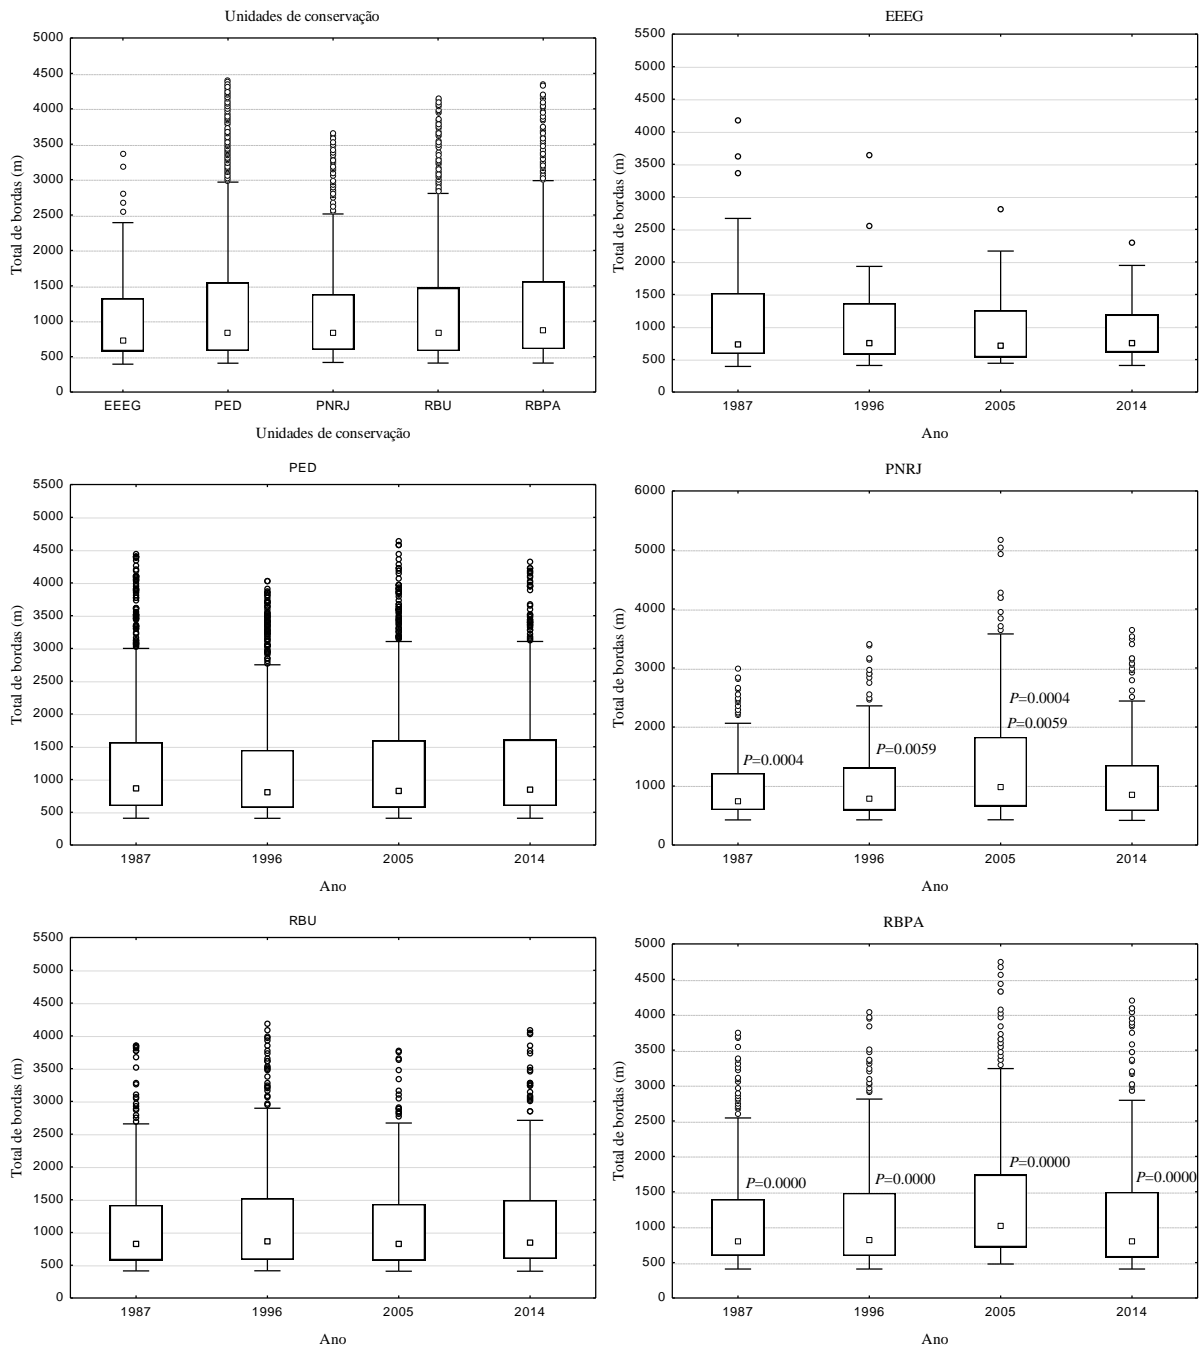 Unidades de conservação
Total de bordas (m)
5000
4500
4000
3500
3000
2500
2000
1500
1000
500
0
EEEG PED PNRJ RBU RBPA
Unidades de conservação
EEEG
Total de bordas (m)
5500
5000
4500
4000
3500
3000
2500
2000
1500
1000
500
0
1987 1996 2005 2014
Ano
PED
Total de bordas (m)
5500
5000
4500
4000
3500
3000
2500
2000
1500
1000
500
0
1987 1996 2005 2014
Ano
PNRJ
Total de bordas (m)
6000
5000
4000
3000
2000
1000
0
P=0.0004
P=0.0059
P=0.0004
P=0.0059
1987 1996 2005 2014
Ano
RBU
Total de bordas (m)
5500
5000
4500
4000
3500
3000
2500
2000
1500
1000
500
0
1987 1996 2005 2014
Ano
RBPA
Total de bordas (m)
5000
4500
4000
3500
3000
2500
2000
1500
1000
500
0
P=0.0000
P=0.0000
P=0.0000
P=0.0000
1987 1996 2005 2014
Ano